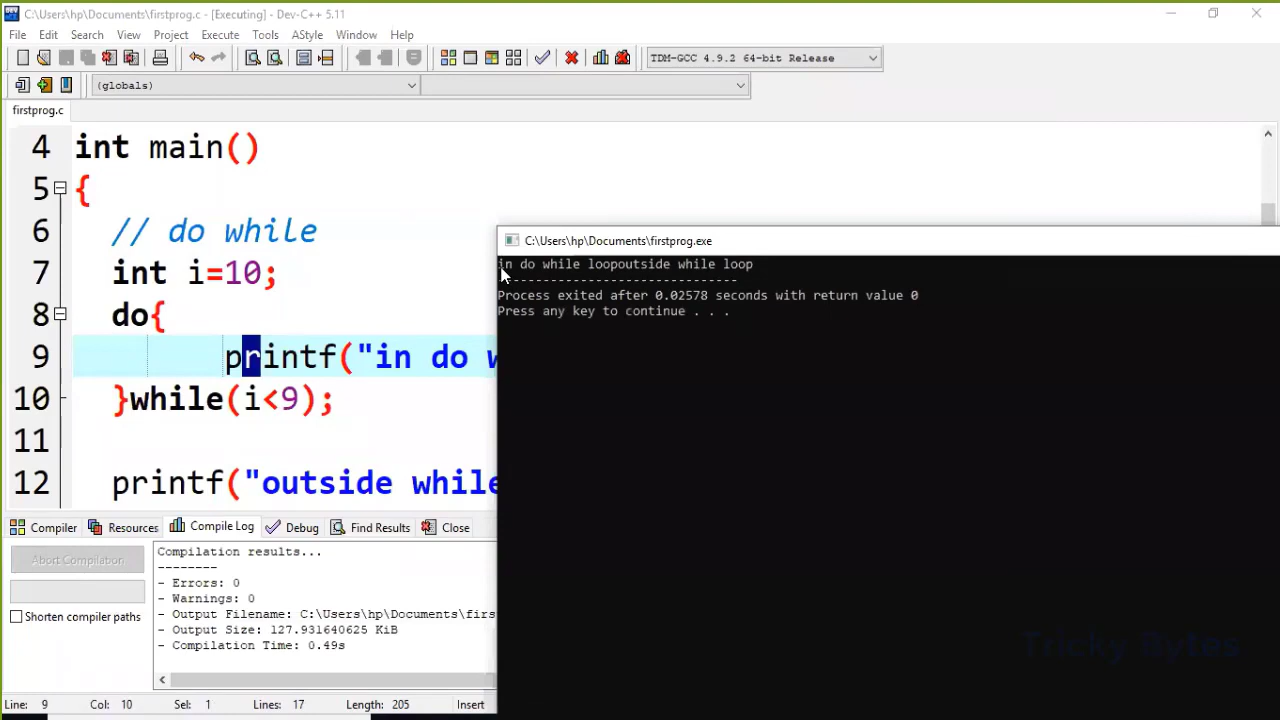 C:\Users\hp\Documents\firstprog.c - [Executing] - Dev-C++ 5.11
File Edit Search View Project Execute Tools AStyle Window Help
TDM-GCC 4.9.2 64-bit Release
(globals)
firstprog.c
4 int main()
5 {
6 // do while
7 int i=10;
8 do{
9 printf("in do w
10 }while(i<9);
11
12 printf("outside while
C:\Users\hp\Documents\firstprog.exe
in do while loopoutside while loop
--------------------------------
Process exited after 0.02578 seconds with return value 0
Press any key to continue . . .
Compiler Resources Compile Log Debug Find Results Close
Abort Compilation
Shorten compiler paths
Compilation results...
--------
- Errors: 0
- Warnings: 0
- Output Filename: C:\Users\hp\Documents\firs
- Output Size: 127.931640625 KiB
- Compilation Time: 0.49s
Tricky Bytes
Line: 9 Col: 10 Sel: 1 Lines: 17 Length: 205 Insert